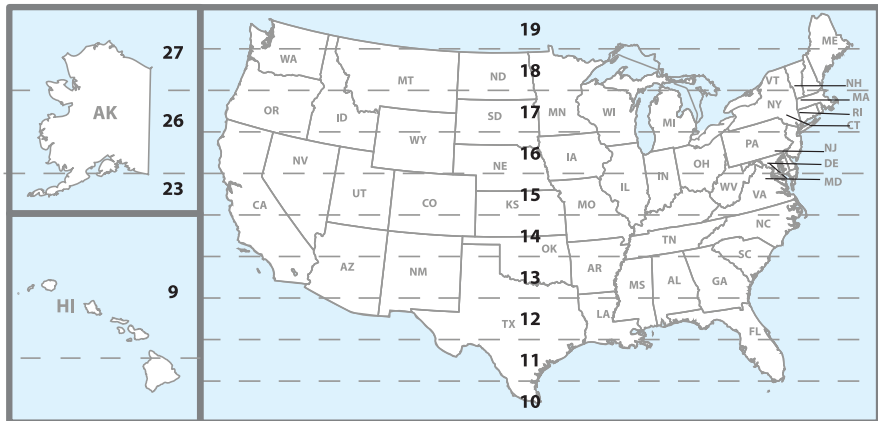 19
27
ME
WA
18
VT
MT
ND
NH
AK
MA
OR
ID
SD
MN
WI
NY
17
MI
RI
26
CT
WY
PA
NJ
NV
NE
IA
16
OH
DE
23
UT
IL
IN
MD
CA
CO
KS
15
MO
WV
VA
NC
14
OK
TN
AZ
NM
AR
SC
13
9
HI
MS
AL
GA
TX
12
LA
FL
11
10